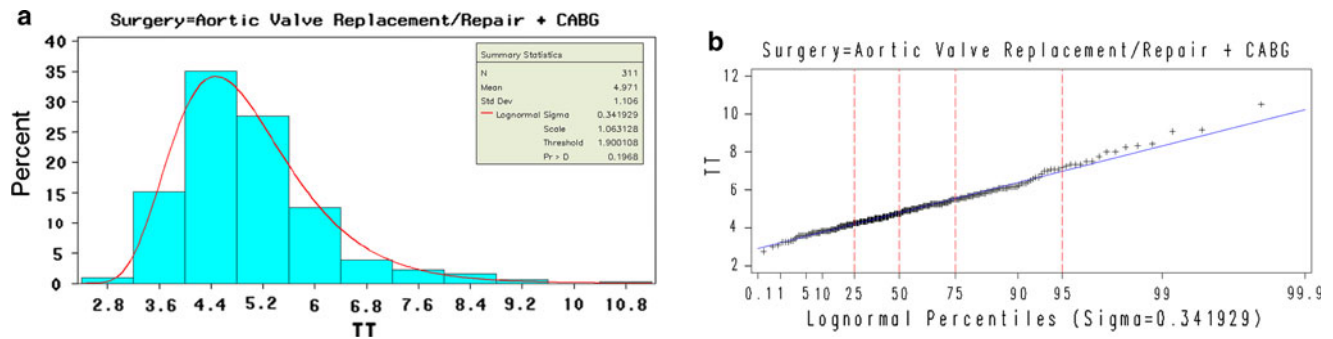 a
Surgery=Aortic Valve Replacement/Repair + CABG
Percent
40
35
30
25
20
15
10
5
0
Summary Statistics
N 311
Mean 4.971
Std Dev 1.106
Lognormal Sigma 0.341929
Scale 1.063128
Threshold 1.900108
Pr > D 0.1968
2.8 3.6 4.4 5.2 6 6.8 7.6 8.4 9.2 10 10.8
TT
b
Surgery=Aortic Valve Replacement/Repair + CABG
TT
12
10
8
6
4
2
0.1 1 5 10 25 50 75 90 95 99 99.9
Lognormal Percentiles (Sigma=0.341929)